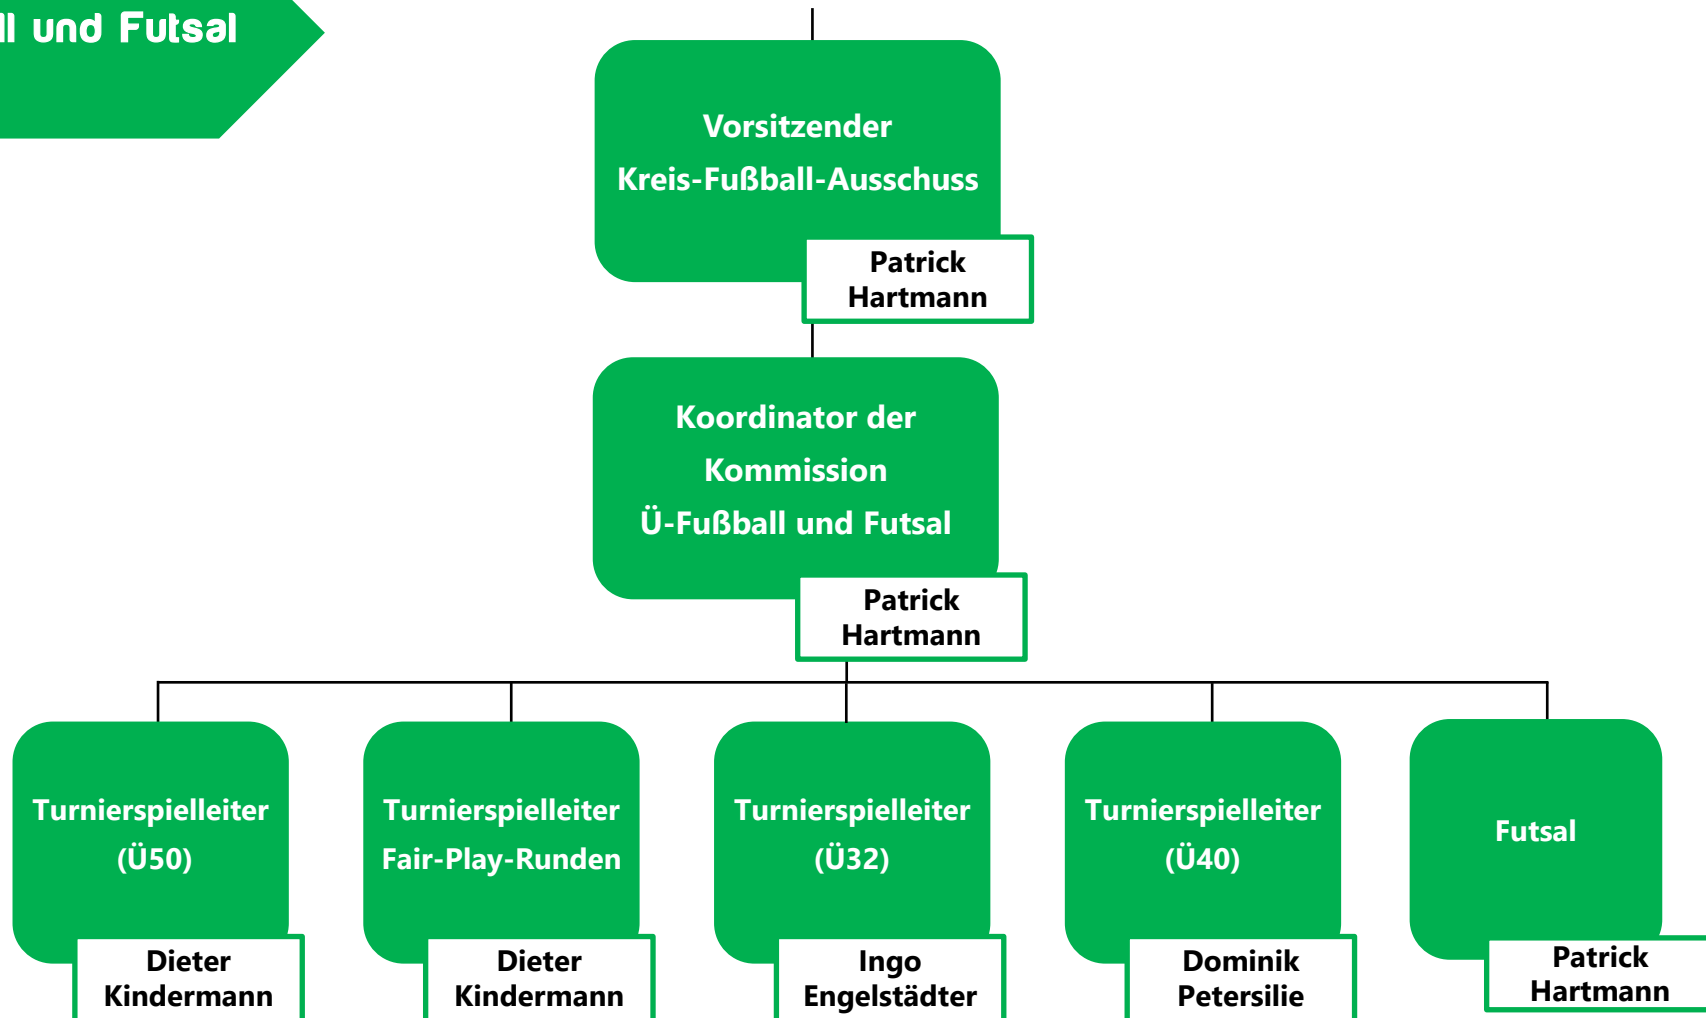 und Futsal
Vorsitzender
Kreis-Fußball-Ausschuss
Patrick
Hartmann
Koordinator der
Kommission
Ü-Fußball und Futsal
Patrick
Hartmann
Turnierspielleiter
(Ü50)
Dieter
Kindermann
Turnierspielleiter
Fair-Play-Runden
Dieter
Kindermann
Turnierspielleiter
(Ü32)
Ingo
Engelstädter
Turnierspielleiter
(Ü40)
Dominik
Petersilie
Futsal
Patrick
Hartmann